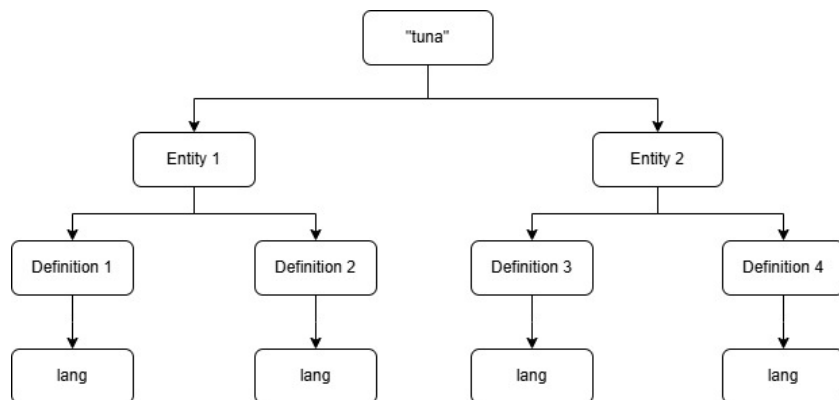 "tuna"
Entity 1
Entity 2
Definition 1
Definition 2
Definition 3
Definition 4
lang
lang
lang
lang